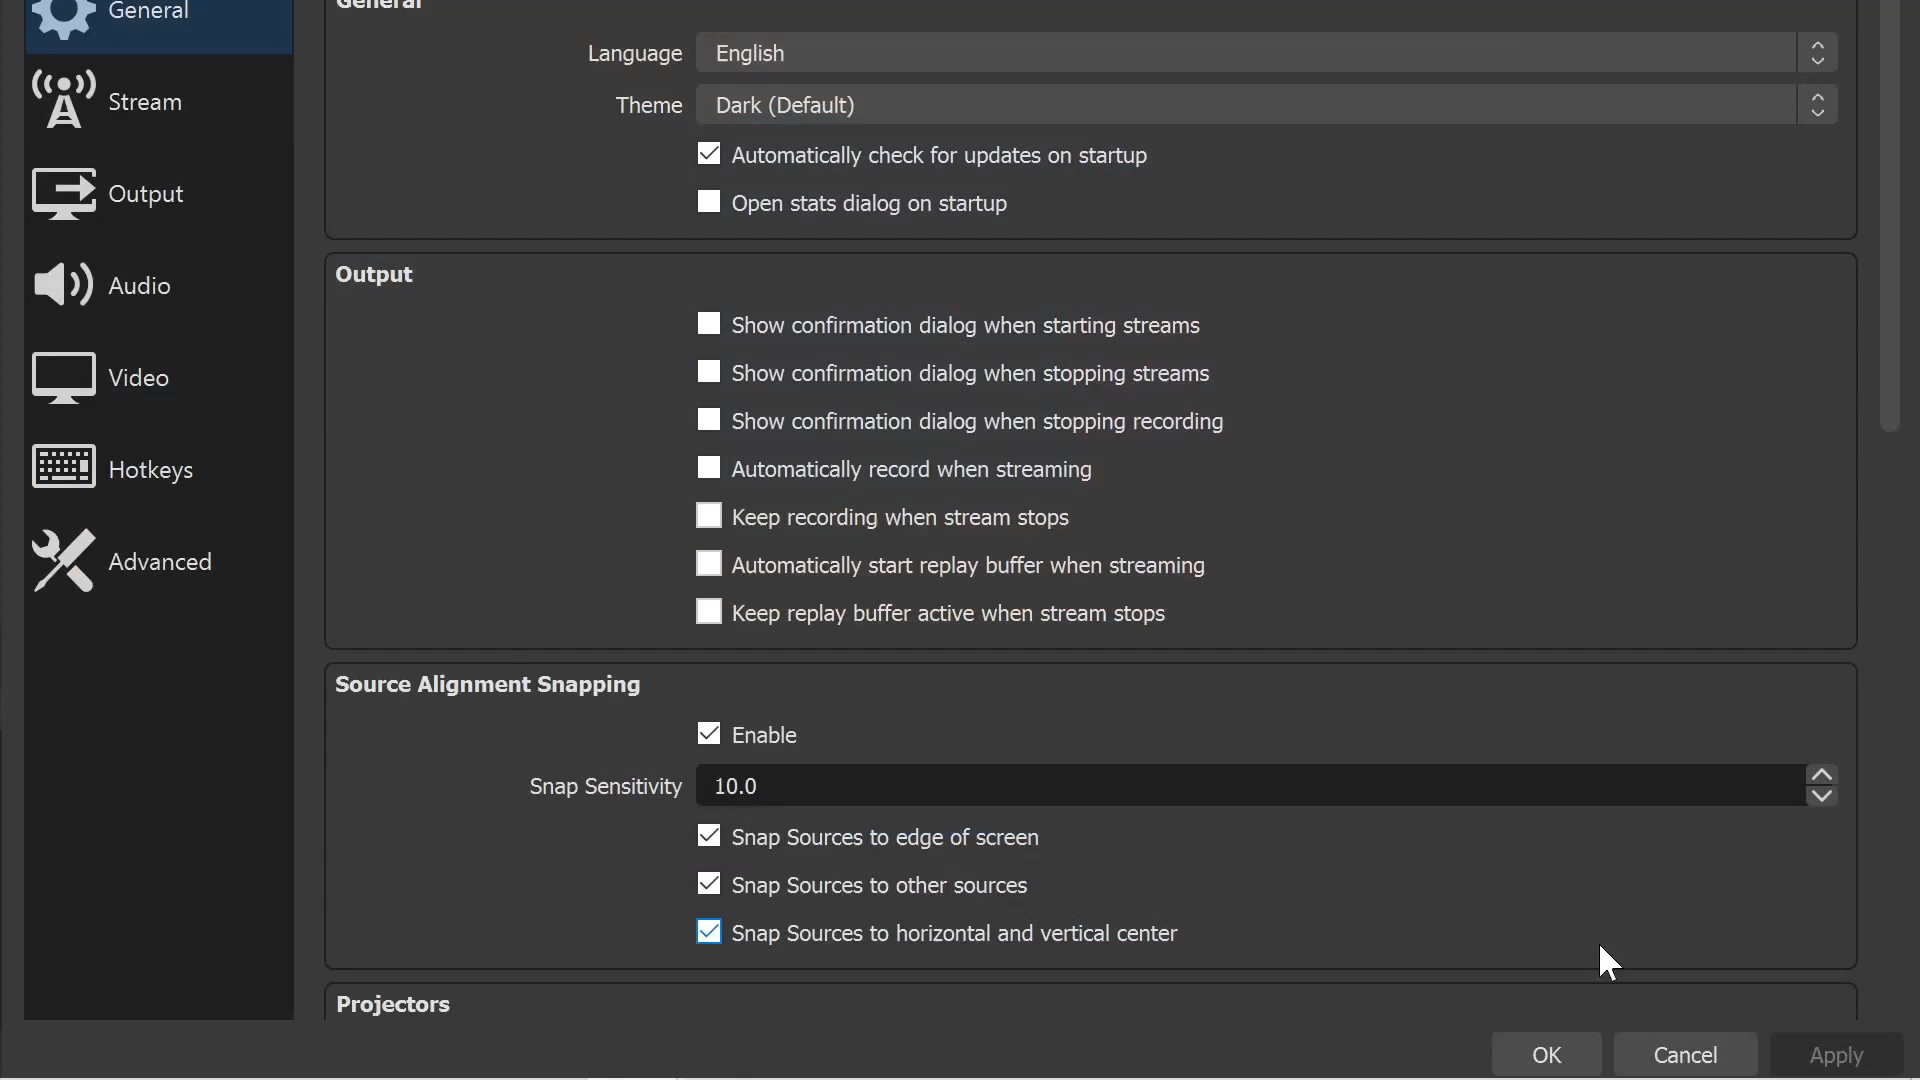 General
General
Stream
Output
Audio
Video
Hotkeys
Advanced
Language English
Theme Dark (Default)
Automatically check for updates on startup
Open stats dialog on startup
Output
Show confirmation dialog when starting streams
Show confirmation dialog when stopping streams
Show confirmation dialog when stopping recording
Automatically record when streaming
Keep recording when stream stops
Automatically start replay buffer when streaming
Keep replay buffer active when stream stops
Source Alignment Snapping
Enable
Snap Sensitivity 10.0
Snap Sources to edge of screen
Snap Sources to other sources
Snap Sources to horizontal and vertical center
Projectors
OK Cancel Apply